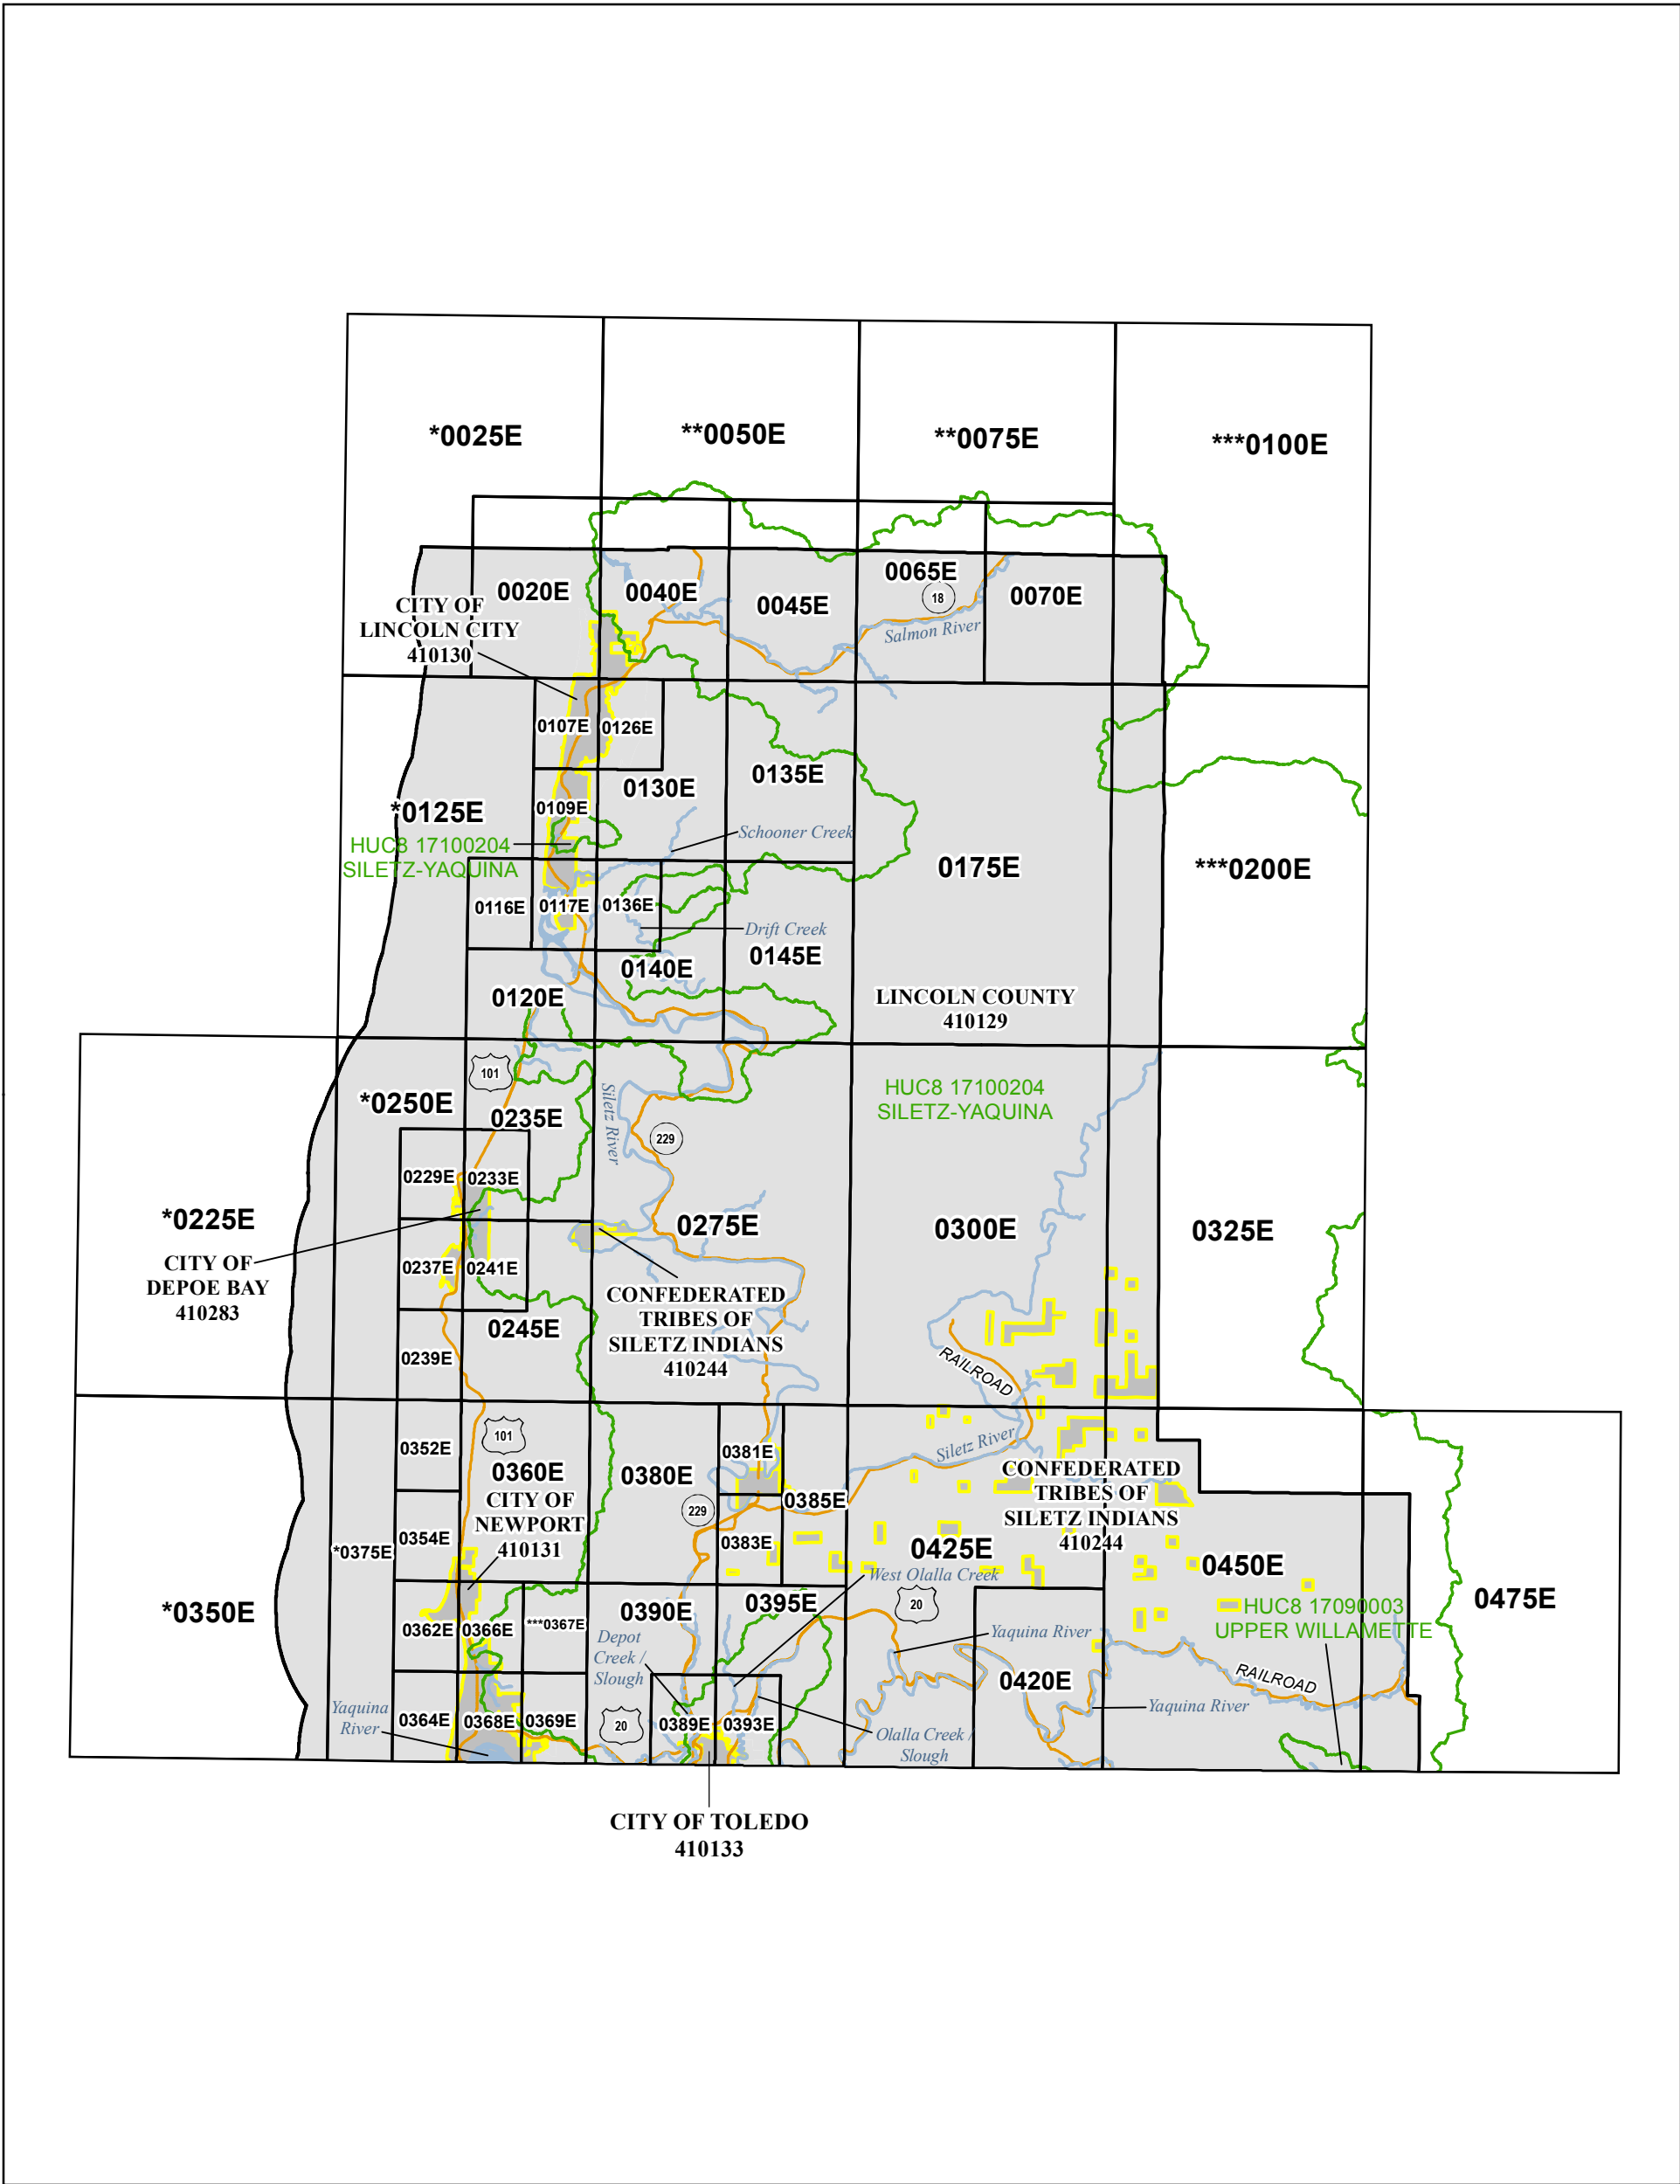 *0025E
**0050E
**0075E
***0100E
0020E
0040E
0045E
0065E
18
0070E
Salmon River
CITY OF
LINCOLN CITY
410130
0107E
0126E
0130E
0135E
*0125E
0109E
HUC8 17100204
SILETZ-YAQUINA
Schooner Creek
0175E
***0200E
0116E
0117E
0136E
Drift Creek
0140E
0145E
0120E
LINCOLN COUNTY
410129
101
*0250E
0235E
Siletz River
229
HUC8 17100204
SILETZ-YAQUINA
0229E
0233E
*0225E
0275E
0300E
0325E
CITY OF
DEPOE BAY
410283
0237E
0241E
CONFEDERATED
TRIBES OF
SILETZ INDIANS
410244
0245E
0239E
RAILROAD
101
0352E
0360E
CITY OF
NEWPORT
410131
0380E
0381E
229
0385E
Siletz River
CONFEDERATED
TRIBES OF
SILETZ INDIANS
410244
0354E
*0375E
0383E
0425E
0450E
West Olalla Creek
*0350E
0362E
0366E
***0367E
0390E
0395E
20
HUC8 17090003
UPPER WILLAMETTE
0475E
Depot
Creek /
Slough
Yaquina River
0420E
RAILROAD
Yaquina
River
0364E
0368E
0369E
20
0389E
0393E
Yaquina River
Olalla Creek /
Slough
CITY OF TOLEDO
410133